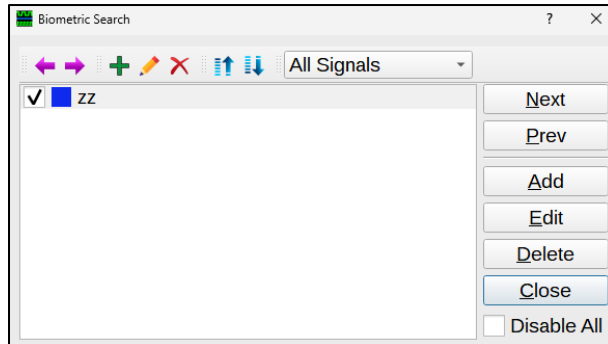 Biometric Search
?
All Signals
zz
Next
Prev
Add
Edit
Delete
Close
Disable All